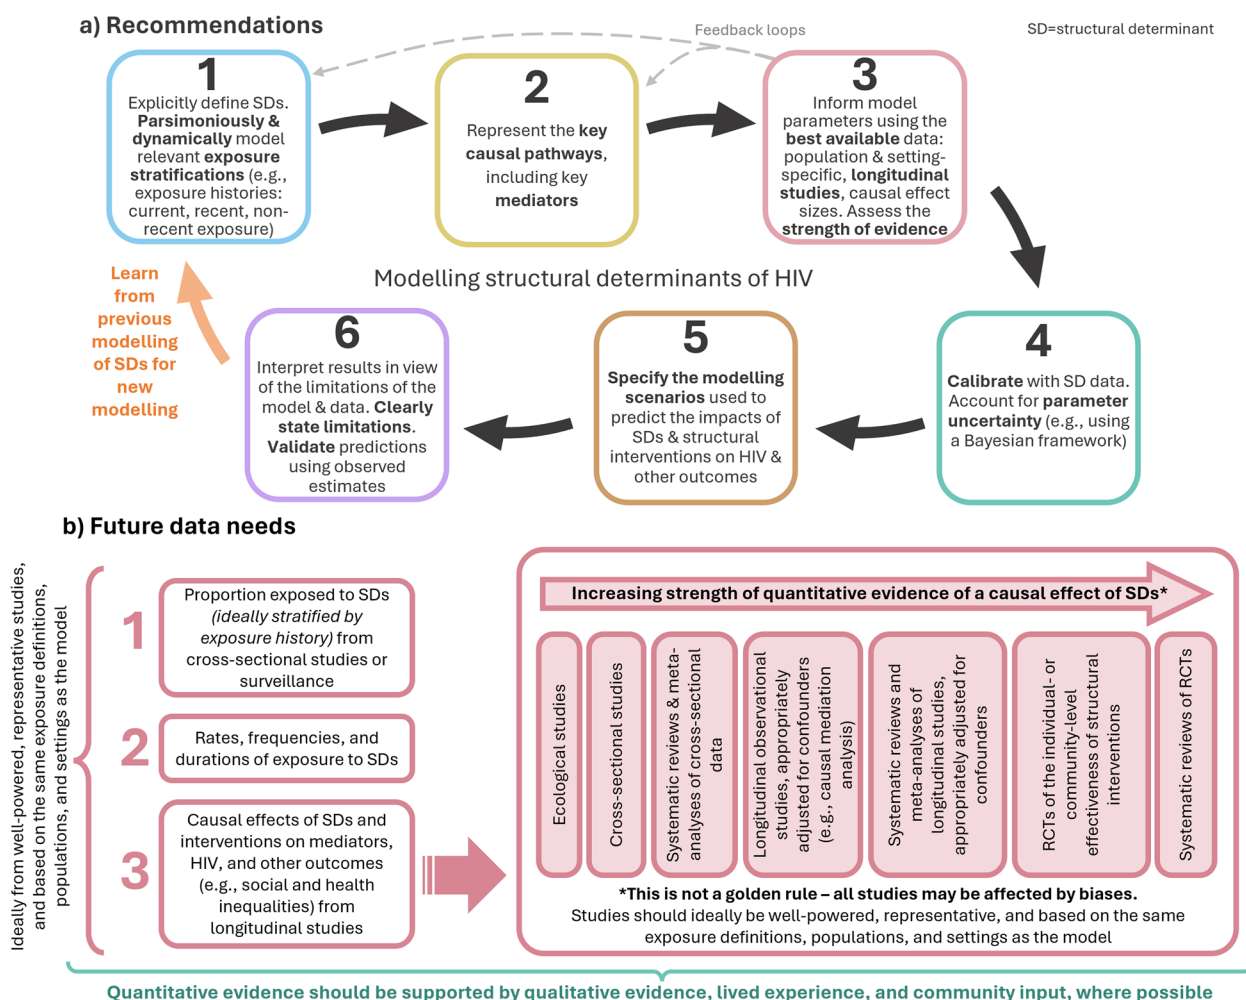 a) Recommendations
SD=structural determinant
Feedback loops
1
Explicitly define SDs.
Parsimoniously &
dynamically model
relevant exposure
stratifications (e.g.,
exposure histories:
current, recent, non-
recent exposure)
2
Represent the key
causal pathways,
including key
mediators
3
Inform model
parameters using the
best available data:
population & setting-
specific, longitudinal
studies, causal effect
sizes. Assess the
strength of evidence
Learn
from
previous
modelling
of SDs for
new
modelling
Modelling structural determinants of HIV
4
Calibrate with SD data.
Account for parameter
uncertainty (e.g., using
a Bayesian framework)
5
Specify the modelling
scenarios used to
predict the impacts of
SDs & structural
interventions on HIV &
other outcomes
6
Interpret results in view
of the limitations of the
model & data. Clearly
state limitations.
Validate predictions
using observed
estimates
b) Future data needs
Ideally from well-powered, representative studies,
and based on the same exposure definitions,
populations, and settings as the model
1
Proportion exposed to SDs
(ideally stratified by
exposure history) from
cross-sectional studies or
surveillance
2
Rates, frequencies, and
durations of exposure to SDs
3
Causal effects of SDs and
interventions on mediators,
HIV, and other outcomes
(e.g., social and health
inequalities) from
longitudinal studies
Increasing strength of quantitative evidence of a causal effect of SDs*
Ecological studies
Cross-sectional studies
Systematic reviews & meta-
analyses of cross-sectional
data
Longitudinal observational
studies, appropriately
adjusted for confounders
(e.g., causal mediation
analysis)
Systematic reviews and
meta-analyses of
longitudinal studies,
appropriately adjusted for
confounders
RCTs of the individual- or
community-level
effectiveness of structural
interventions
Systematic reviews of RCTs
*This is not a golden rule – all studies may be affected by biases.
Studies should ideally be well-powered, representative, and based on the same
exposure definitions, populations, and settings as the model
Quantitative evidence should be supported by qualitative evidence, lived experience, and community input, where possible